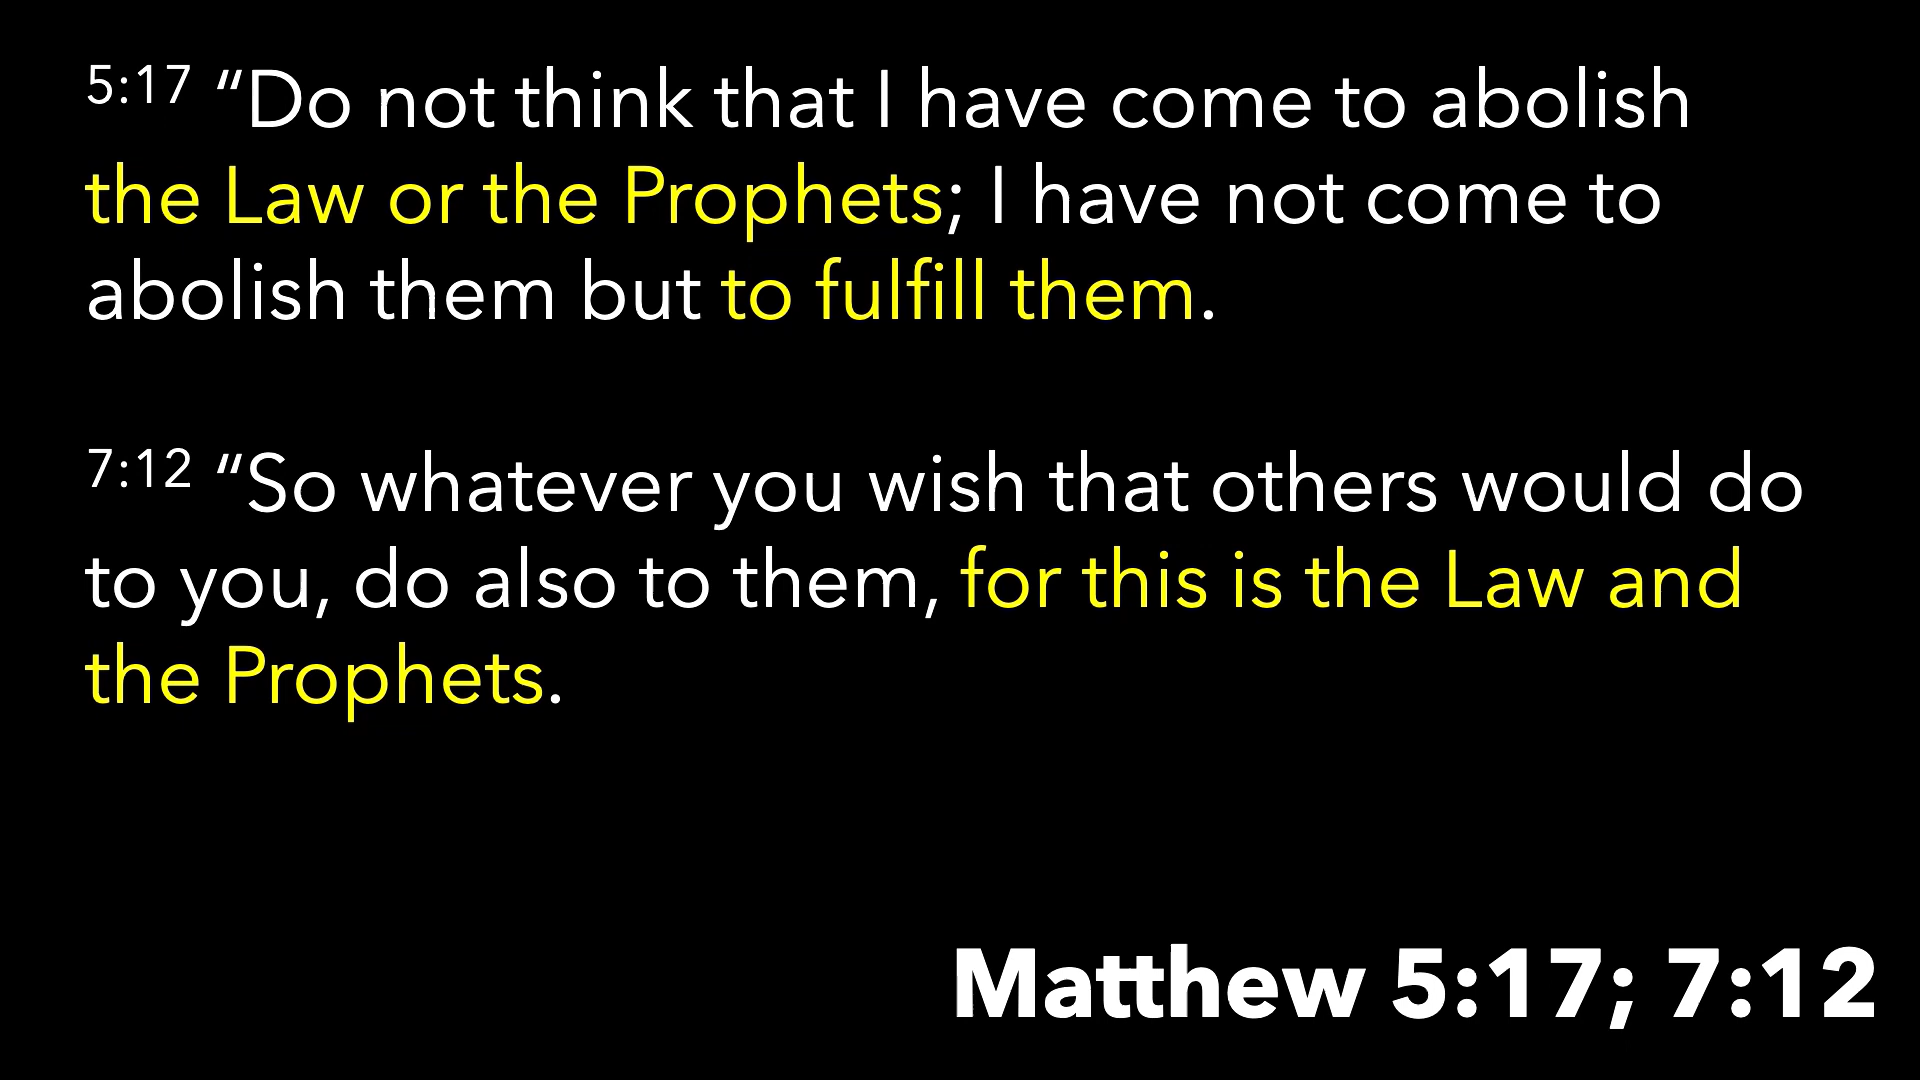 5:17 “Do not think that I have come to abolish
the Law or the Prophets; I have not come to
abolish them but to fulfill them.
7:12 “So whatever you wish that others would do
to you, do also to them, for this is the Law and
the Prophets.
Matthew 5:17; 7:12